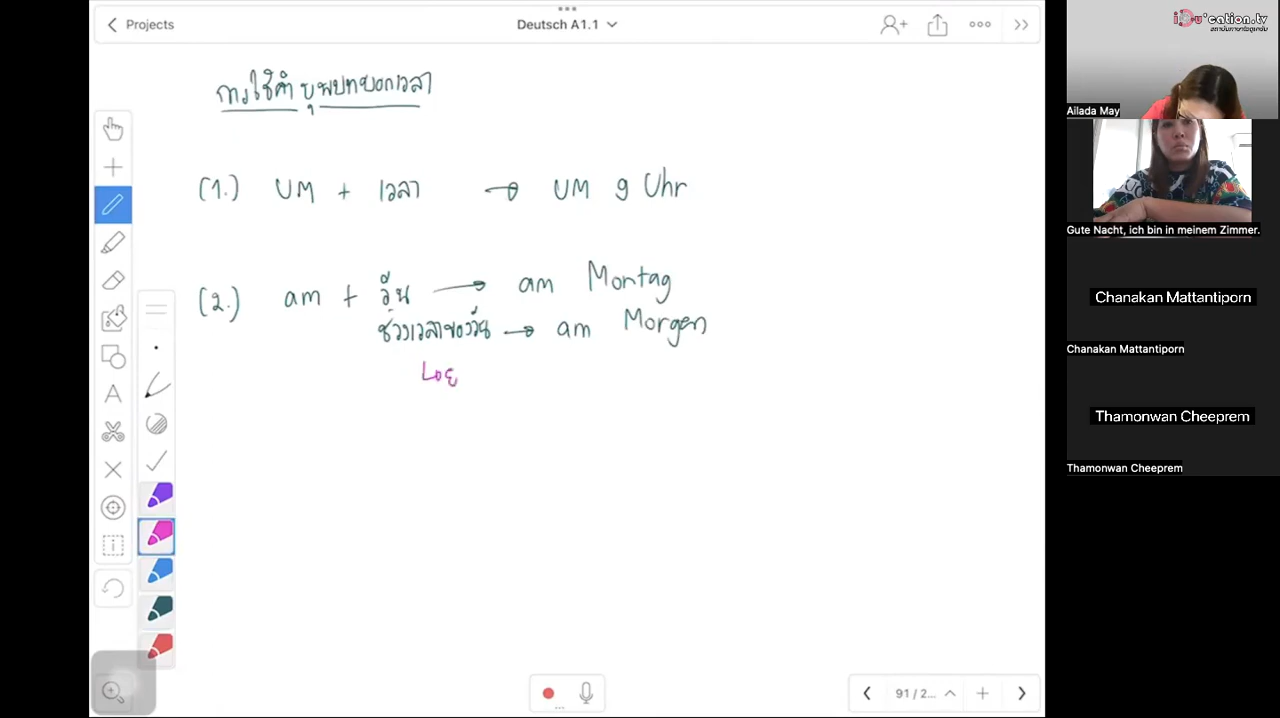 Projects
Deutsch A1.1
การใช้คำบุพบทบอกเวลา
(1.) um + เวลา → um 9 Uhr
(2.) am + วัน → am Montag
ช่วงเวลาของวัน → am Morgen
91 / 2...
Ailada May
Gute Nacht, ich bin in meinem Zimmer.
Chanakan Mattantiporn
Chanakan Mattantiporn
Thamonwan Cheeprem
Thamonwan Cheeprem